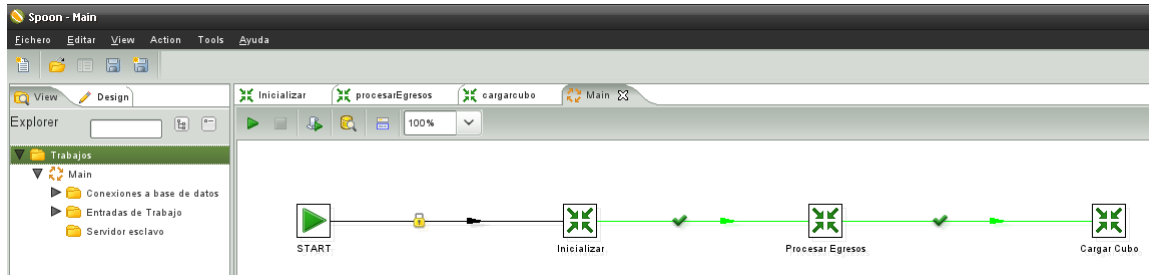 Spoon - Main
Fichero Editar View Action Tools Ayuda
View Design
Inicializar procesarEgresos cargarcubo Main
Explorer
100%
Trabajos
Main
Conexiones a base de datos
Entradas de Trabajo
Servidor esclavo
START Inicializar Procesar Egresos Cargar Cubo